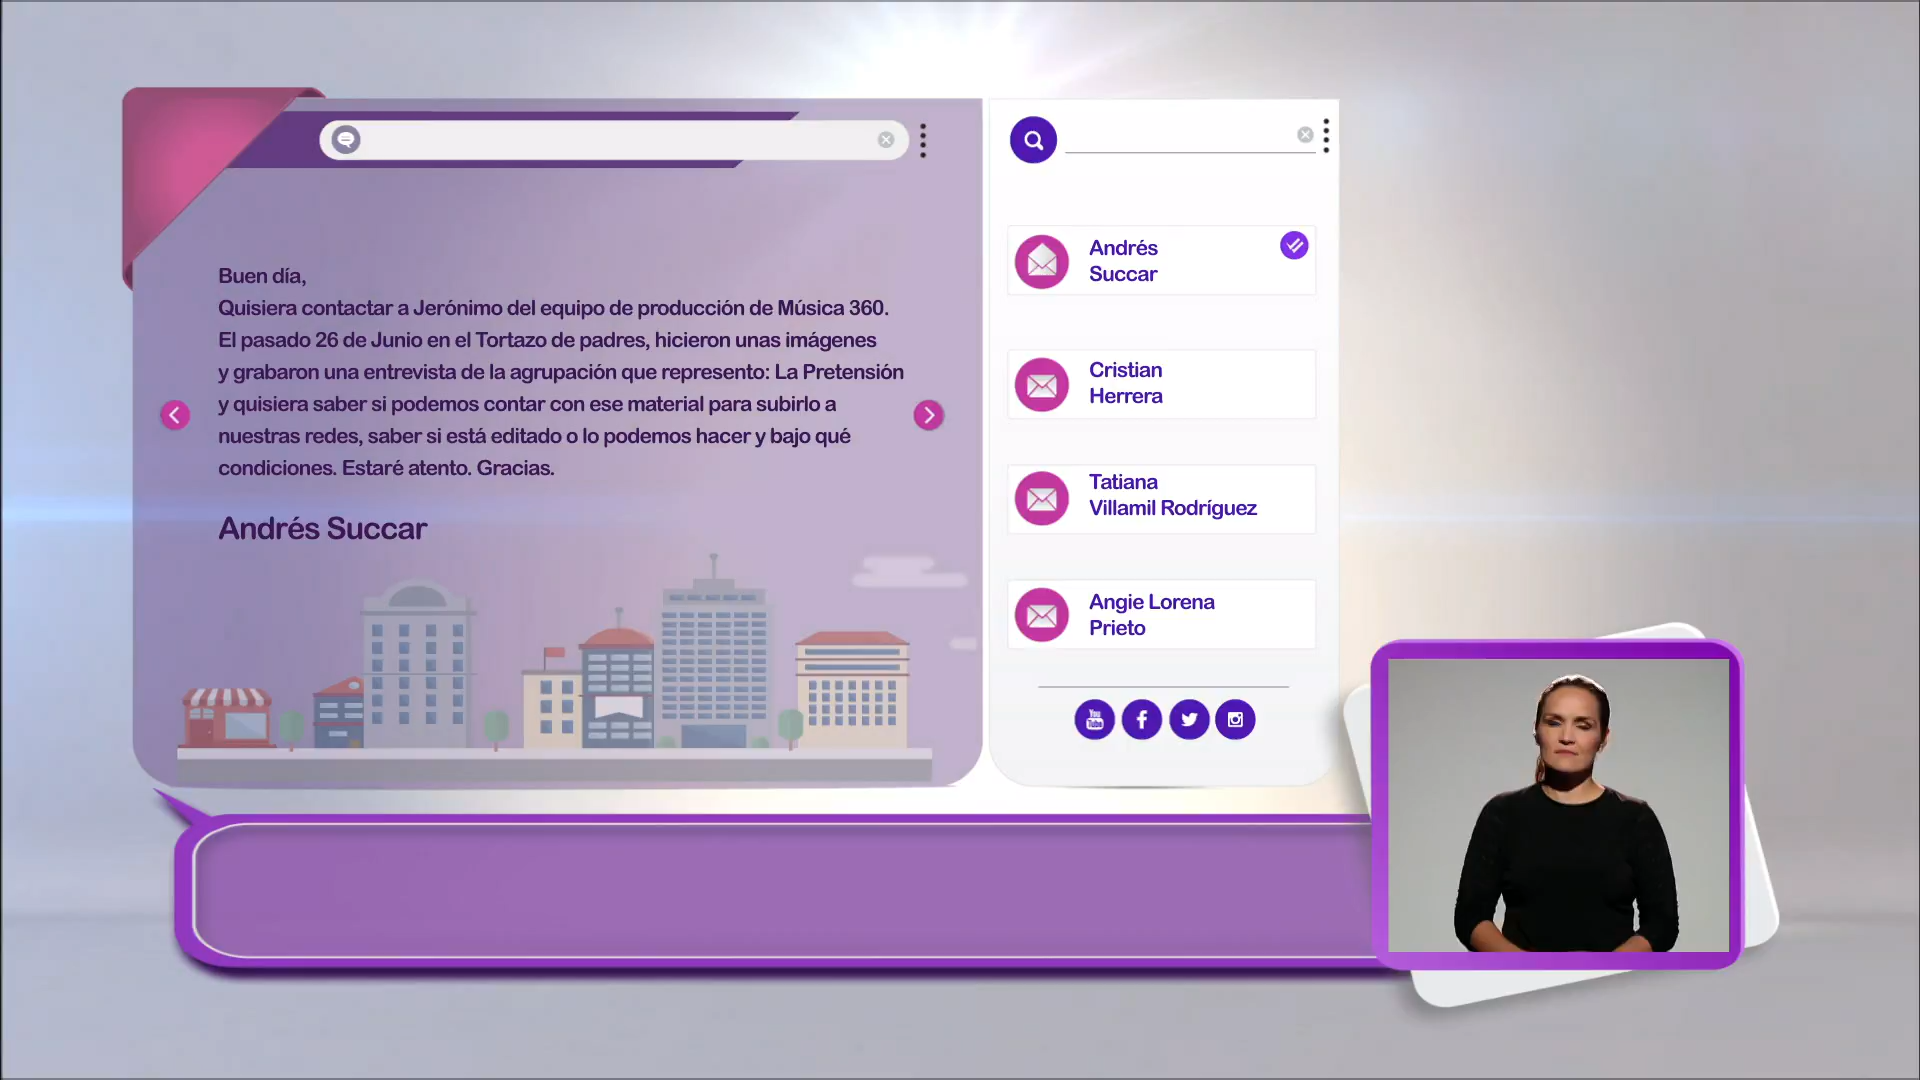 Buen día,
Quisiera contactar a Jerónimo del equipo de producción de Música 360.
El pasado 26 de Junio en el Tortazo de padres, hicieron unas imágenes
y grabaron una entrevista de la agrupación que represento: La Pretensión
y quisiera saber si podemos contar con ese material para subirlo a
nuestras redes, saber si está editado o lo podemos hacer y bajo qué
condiciones. Estaré atento. Gracias.
Andrés Succar
Andrés
Succar
Cristian
Herrera
Tatiana
Villamil Rodríguez
Angie Lorena
Prieto
You
Tube